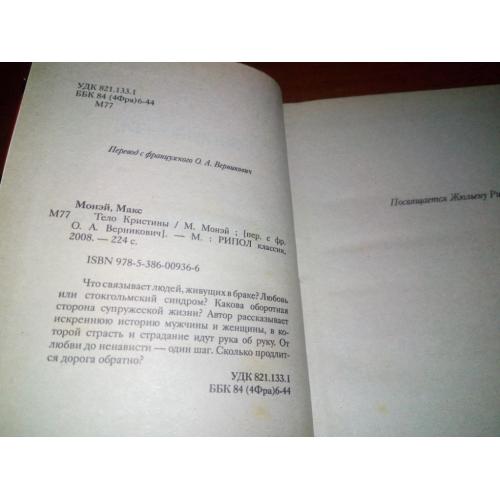 УДК 821.133.1
ББК 84 (4Фра)6-44
М77
Перевод с французского О. А. Верникович
Монэй, Макс
М77 Тело Кристины / М. Монэй ; [пер. с фр.
О. А. Верникович]. — М. : РИПОЛ классик,
2008. — 224 с.
ISBN 978-5-386-00936-6
Что связывает людей, живущих в браке? Любовь
или стокгольмский синдром? Какова оборотная
сторона супружеской жизни? Автор рассказывает
искреннюю историю мужчины и женщины, в ко-
торой страсть и страдание идут рука об руку. От
любви до ненависти — один шаг. Сколько продлит-
ся дорога обратно?
УДК 821.133.1
ББК 84 (4Фра)6-44
Посвящается Жюльену